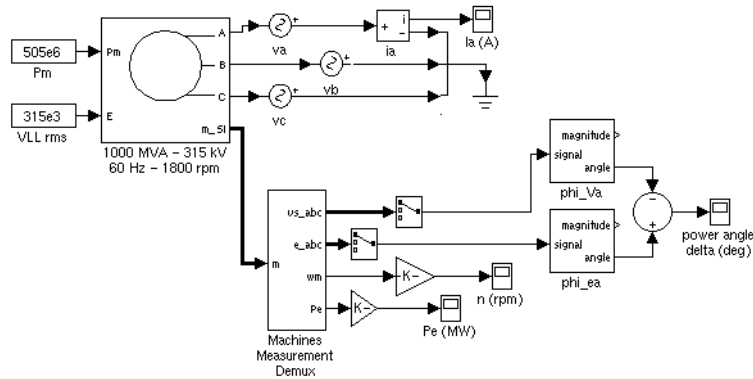 505e6
Pm
315e3
VLL rms
Pm
E
A
B
C
m_SI
1000 MVA − 315 kV
60 Hz − 1800 rpm
+
va
+
vb
+
vc
+
i
−
ia
Ia (A)
m
vs_abc
e_abc
wm
Pe
Machines
Measurement
Demux
K−
K−
n (rpm)
Pe (MW)
magnitude
signal
angle
phi_Va
magnitude
signal
angle
phi_ea
−
+
power angle
delta (deg)